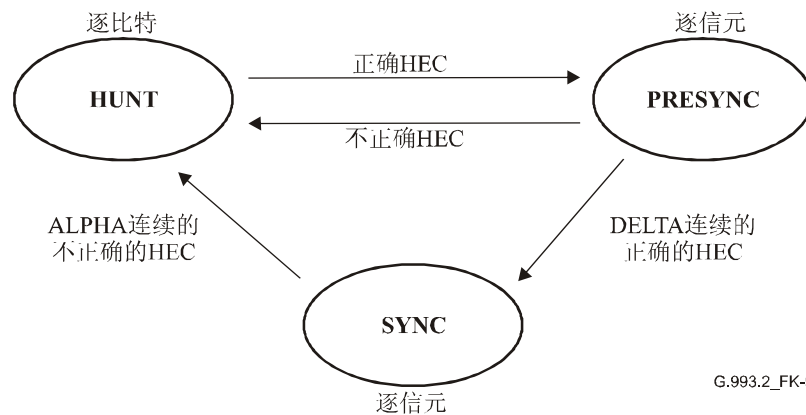 逐比特
逐信元
正确HEC
HUNT
PRESYNC
不正确HEC
ALPHA连续的
不正确的HEC
DELTA连续的
正确的HEC
SYNC
G.993.2_FK-
逐信元